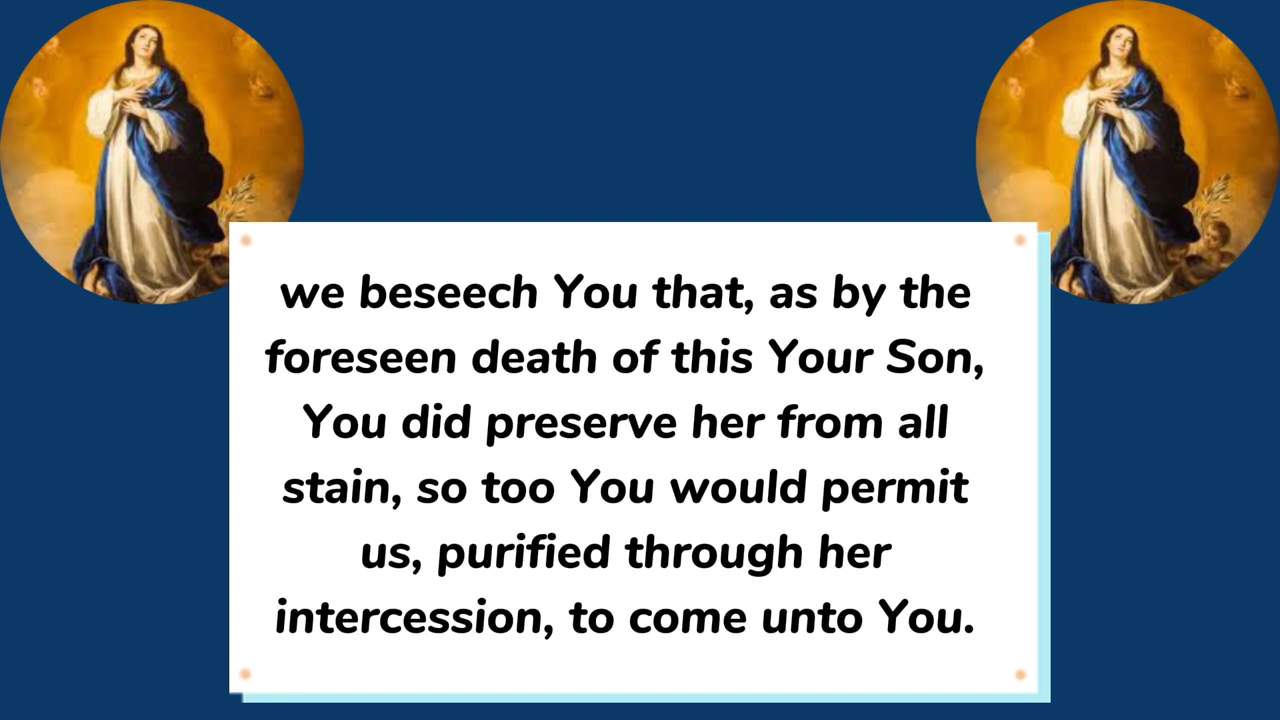 we beseech You that, as by the
foreseen death of this Your Son,
You did preserve her from all
stain, so too You would permit
us, purified through her
intercession, to come unto You.